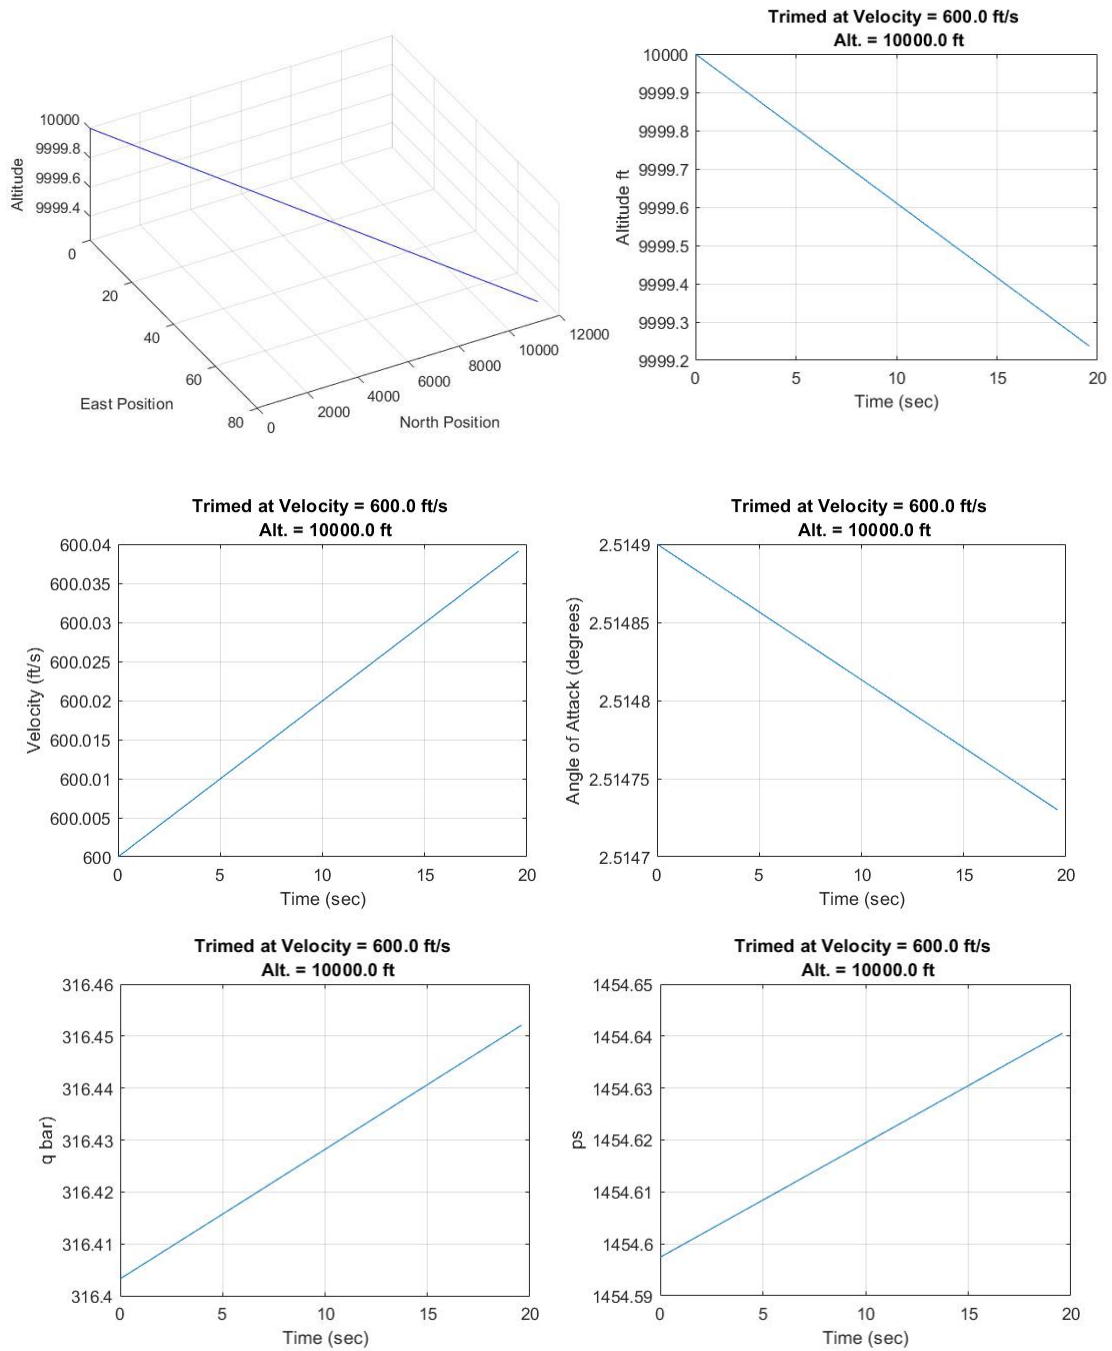 10000
9999.8
9999.6
9999.4
Altitude
0
20
40
60
80
East Position
0
2000
4000
6000
8000
10000
12000
North Position
Trimed at Velocity = 600.0 ft/s
Alt. = 10000.0 ft
10000
9999.9
9999.8
9999.7
9999.6
9999.5
9999.4
9999.3
9999.2
Altitude ft
0 5 10 15 20
Time (sec)
Trimed at Velocity = 600.0 ft/s
Alt. = 10000.0 ft
600.04
600.035
600.03
600.025
600.02
600.015
600.01
600.005
600
Velocity (ft/s)
0 5 10 15 20
Time (sec)
Trimed at Velocity = 600.0 ft/s
Alt. = 10000.0 ft
2.5149
2.51485
2.5148
2.51475
2.5147
Angle of Attack (degrees)
0 5 10 15 20
Time (sec)
Trimed at Velocity = 600.0 ft/s
Alt. = 10000.0 ft
316.46
316.45
316.44
316.43
316.42
316.41
316.4
q bar)
0 5 10 15 20
Time (sec)
Trimed at Velocity = 600.0 ft/s
Alt. = 10000.0 ft
1454.65
1454.64
1454.63
1454.62
1454.61
1454.6
1454.59
ps
0 5 10 15 20
Time (sec)